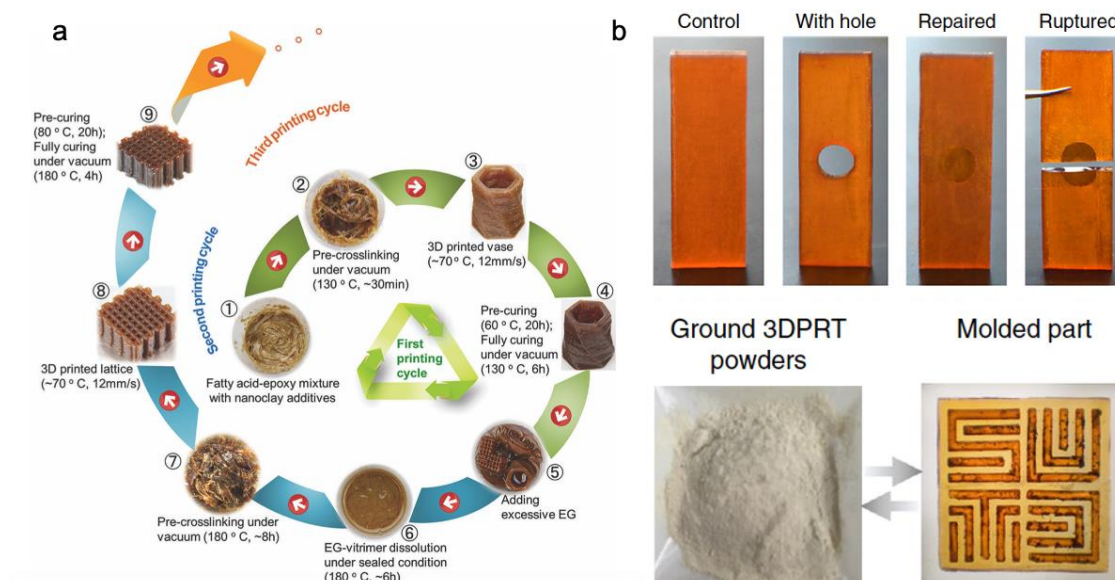 a
⑨
Pre-curing
(80 ° C, 20h);
Fully curing
under vacuum
(180 ° C, 4h)
Third printing cycle
②
Pre-crosslinking
under vacuum
(130 ° C, ~30min)
③
3D printed vase
(~70° C, 12mm/s)
Second printing cycle
⑧
3D printed lattice
(~70 ° C, 12mm/s)
①
Fatty acid-epoxy mixture
with nanoclay additives
First
printing
cycle
④
Pre-curing
(60 °C, 20h);
Fully curing
under vacuum
(130 °C, 6h)
⑤
Adding
excessive EG
⑥
EG-vitrimer dissolution
under sealed condition
(180 °C, ~6h)
⑦
Pre-crosslinking under
vacuum (180 °C, ~8h)
b
Control
With hole
Repaired
Ruptured
Ground 3DPRT
powders
Molded part